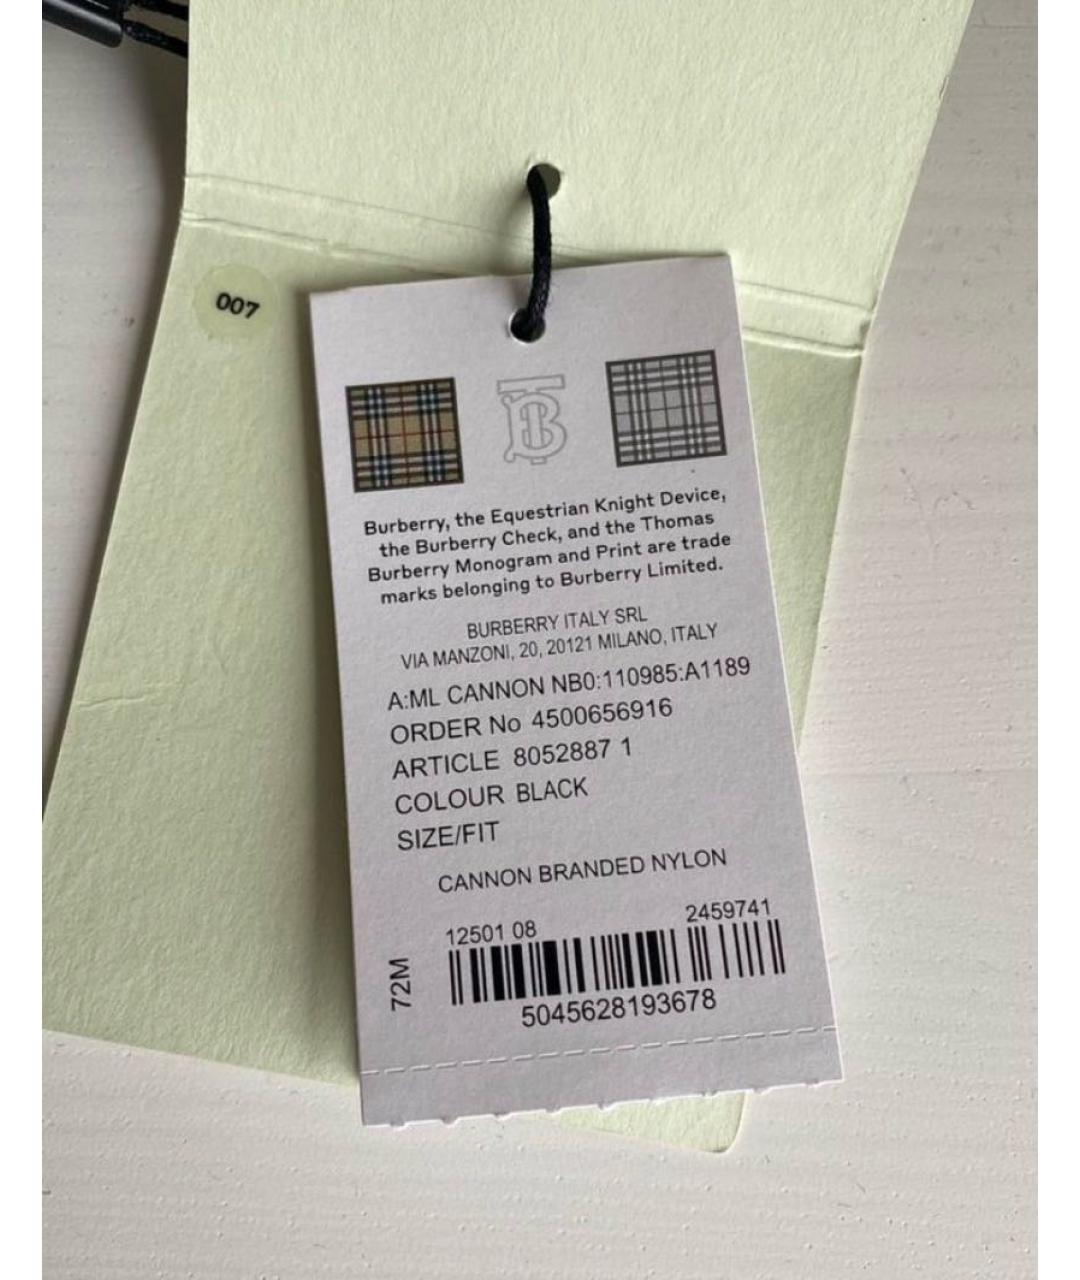 007
TB
Burberry, the Equestrian Knight Device,
the Burberry Check, and the Thomas
Burberry Monogram and Print are trade
marks belonging to Burberry Limited.
BURBERRY ITALY SRL
VIA MANZONI, 20, 20121 MILANO, ITALY
A:ML CANNON NB0:110985:A1189
ORDER No 4500656916
ARTICLE 8052887 1
COLOUR BLACK
SIZE/FIT
CANNON BRANDED NYLON
12501 08 2459741
72M
5045628193678